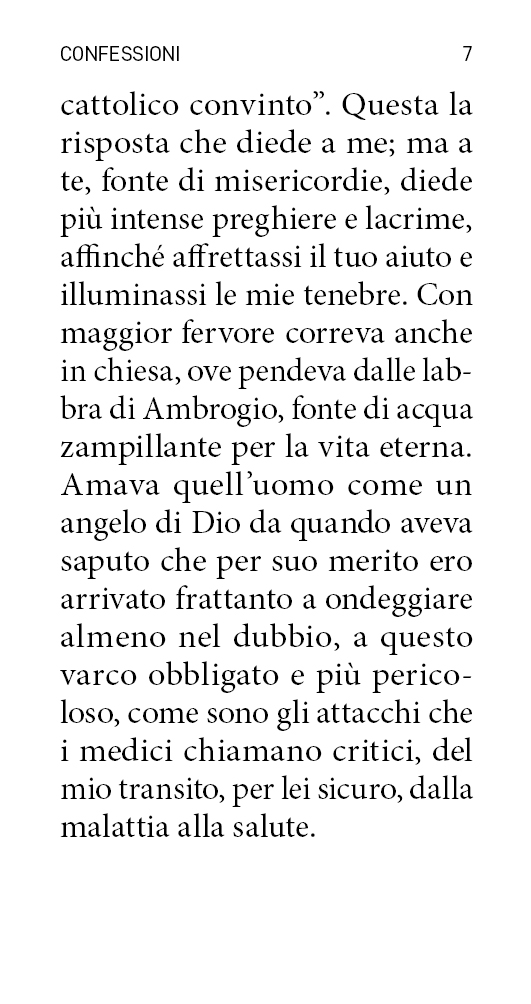 CONFESSIONI 7
cattolico convinto”. Questa la
risposta che diede a me; ma a
te, fonte di misericordie, diede
più intense preghiere e lacrime,
affinché affrettassi il tuo aiuto e
illuminassi le mie tenebre. Con
maggior fervore correva anche
in chiesa, ove pendeva dalle lab-
bra di Ambrogio, fonte di acqua
zampillante per la vita eterna.
Amava quell’uomo come un
angelo di Dio da quando aveva
saputo che per suo merito ero
arrivato frattanto a ondeggiare
almeno nel dubbio, a questo
varco obbligato e più perico-
loso, come sono gli attacchi che
i medici chiamano critici, del
mio transito, per lei sicuro, dalla
malattia alla salute.